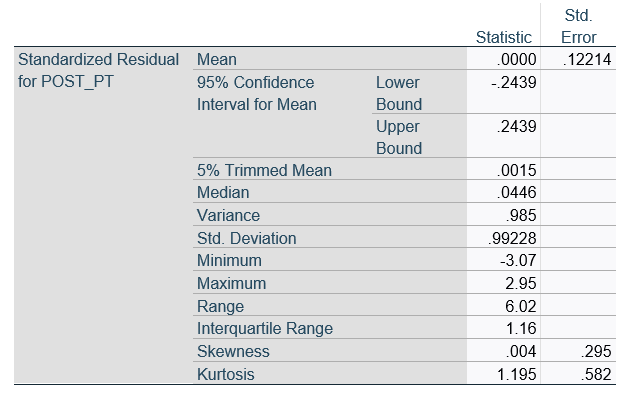 Statistic Std. Error
Standardized Residual for POST_PT Mean .0000 .12214
95% Confidence Interval for Mean Lower Bound -.2439
Upper Bound .2439
5% Trimmed Mean .0015
Median .0446
Variance .985
Std. Deviation .99228
Minimum -3.07
Maximum 2.95
Range 6.02
Interquartile Range 1.16
Skewness .004 .295
Kurtosis 1.195 .582